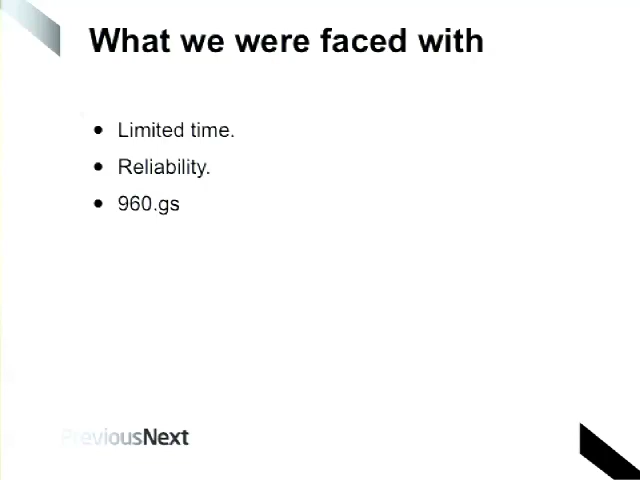 What we were faced with
• Limited time.
• Reliability.
• 960.gs
PreviousNext